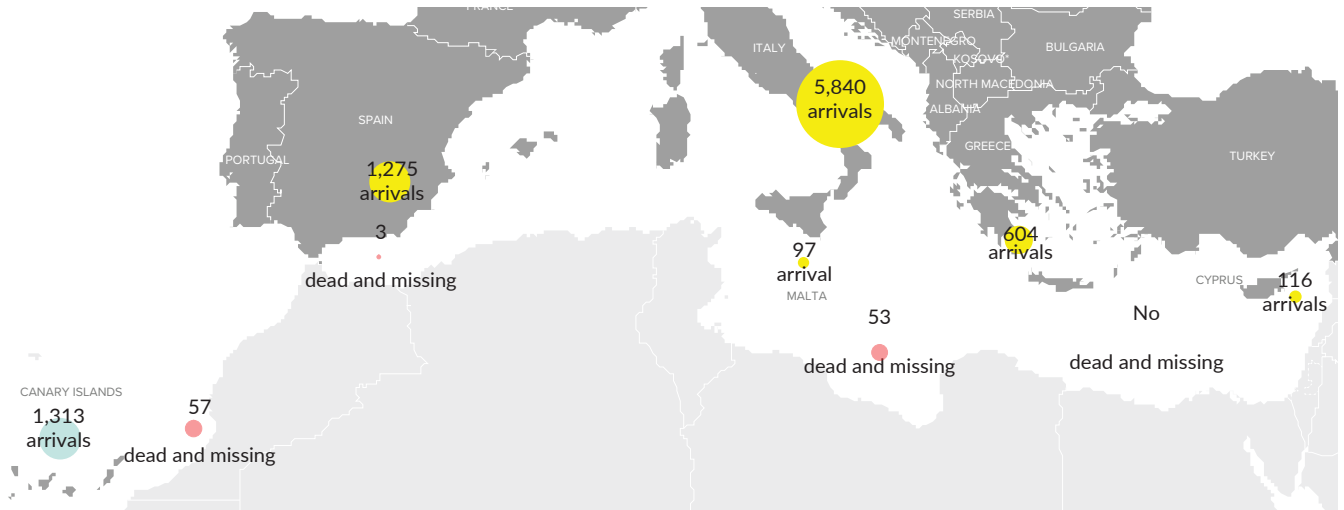 FRANCE
SERBIA
ITALY
MONTENEGRO
BULGARIA
KOSOVO*
NORTH MACEDONIA
ALBANIA
GREECE
TURKEY
SPAIN
PORTUGAL
5,840
arrivals
1,275
arrivals
3
dead and missing
97
arrival
MALTA
604
arrivals
CYPRUS
116
arrivals
53
dead and missing
No
dead and missing
CANARY ISLANDS
1,313
arrivals
57
dead and missing